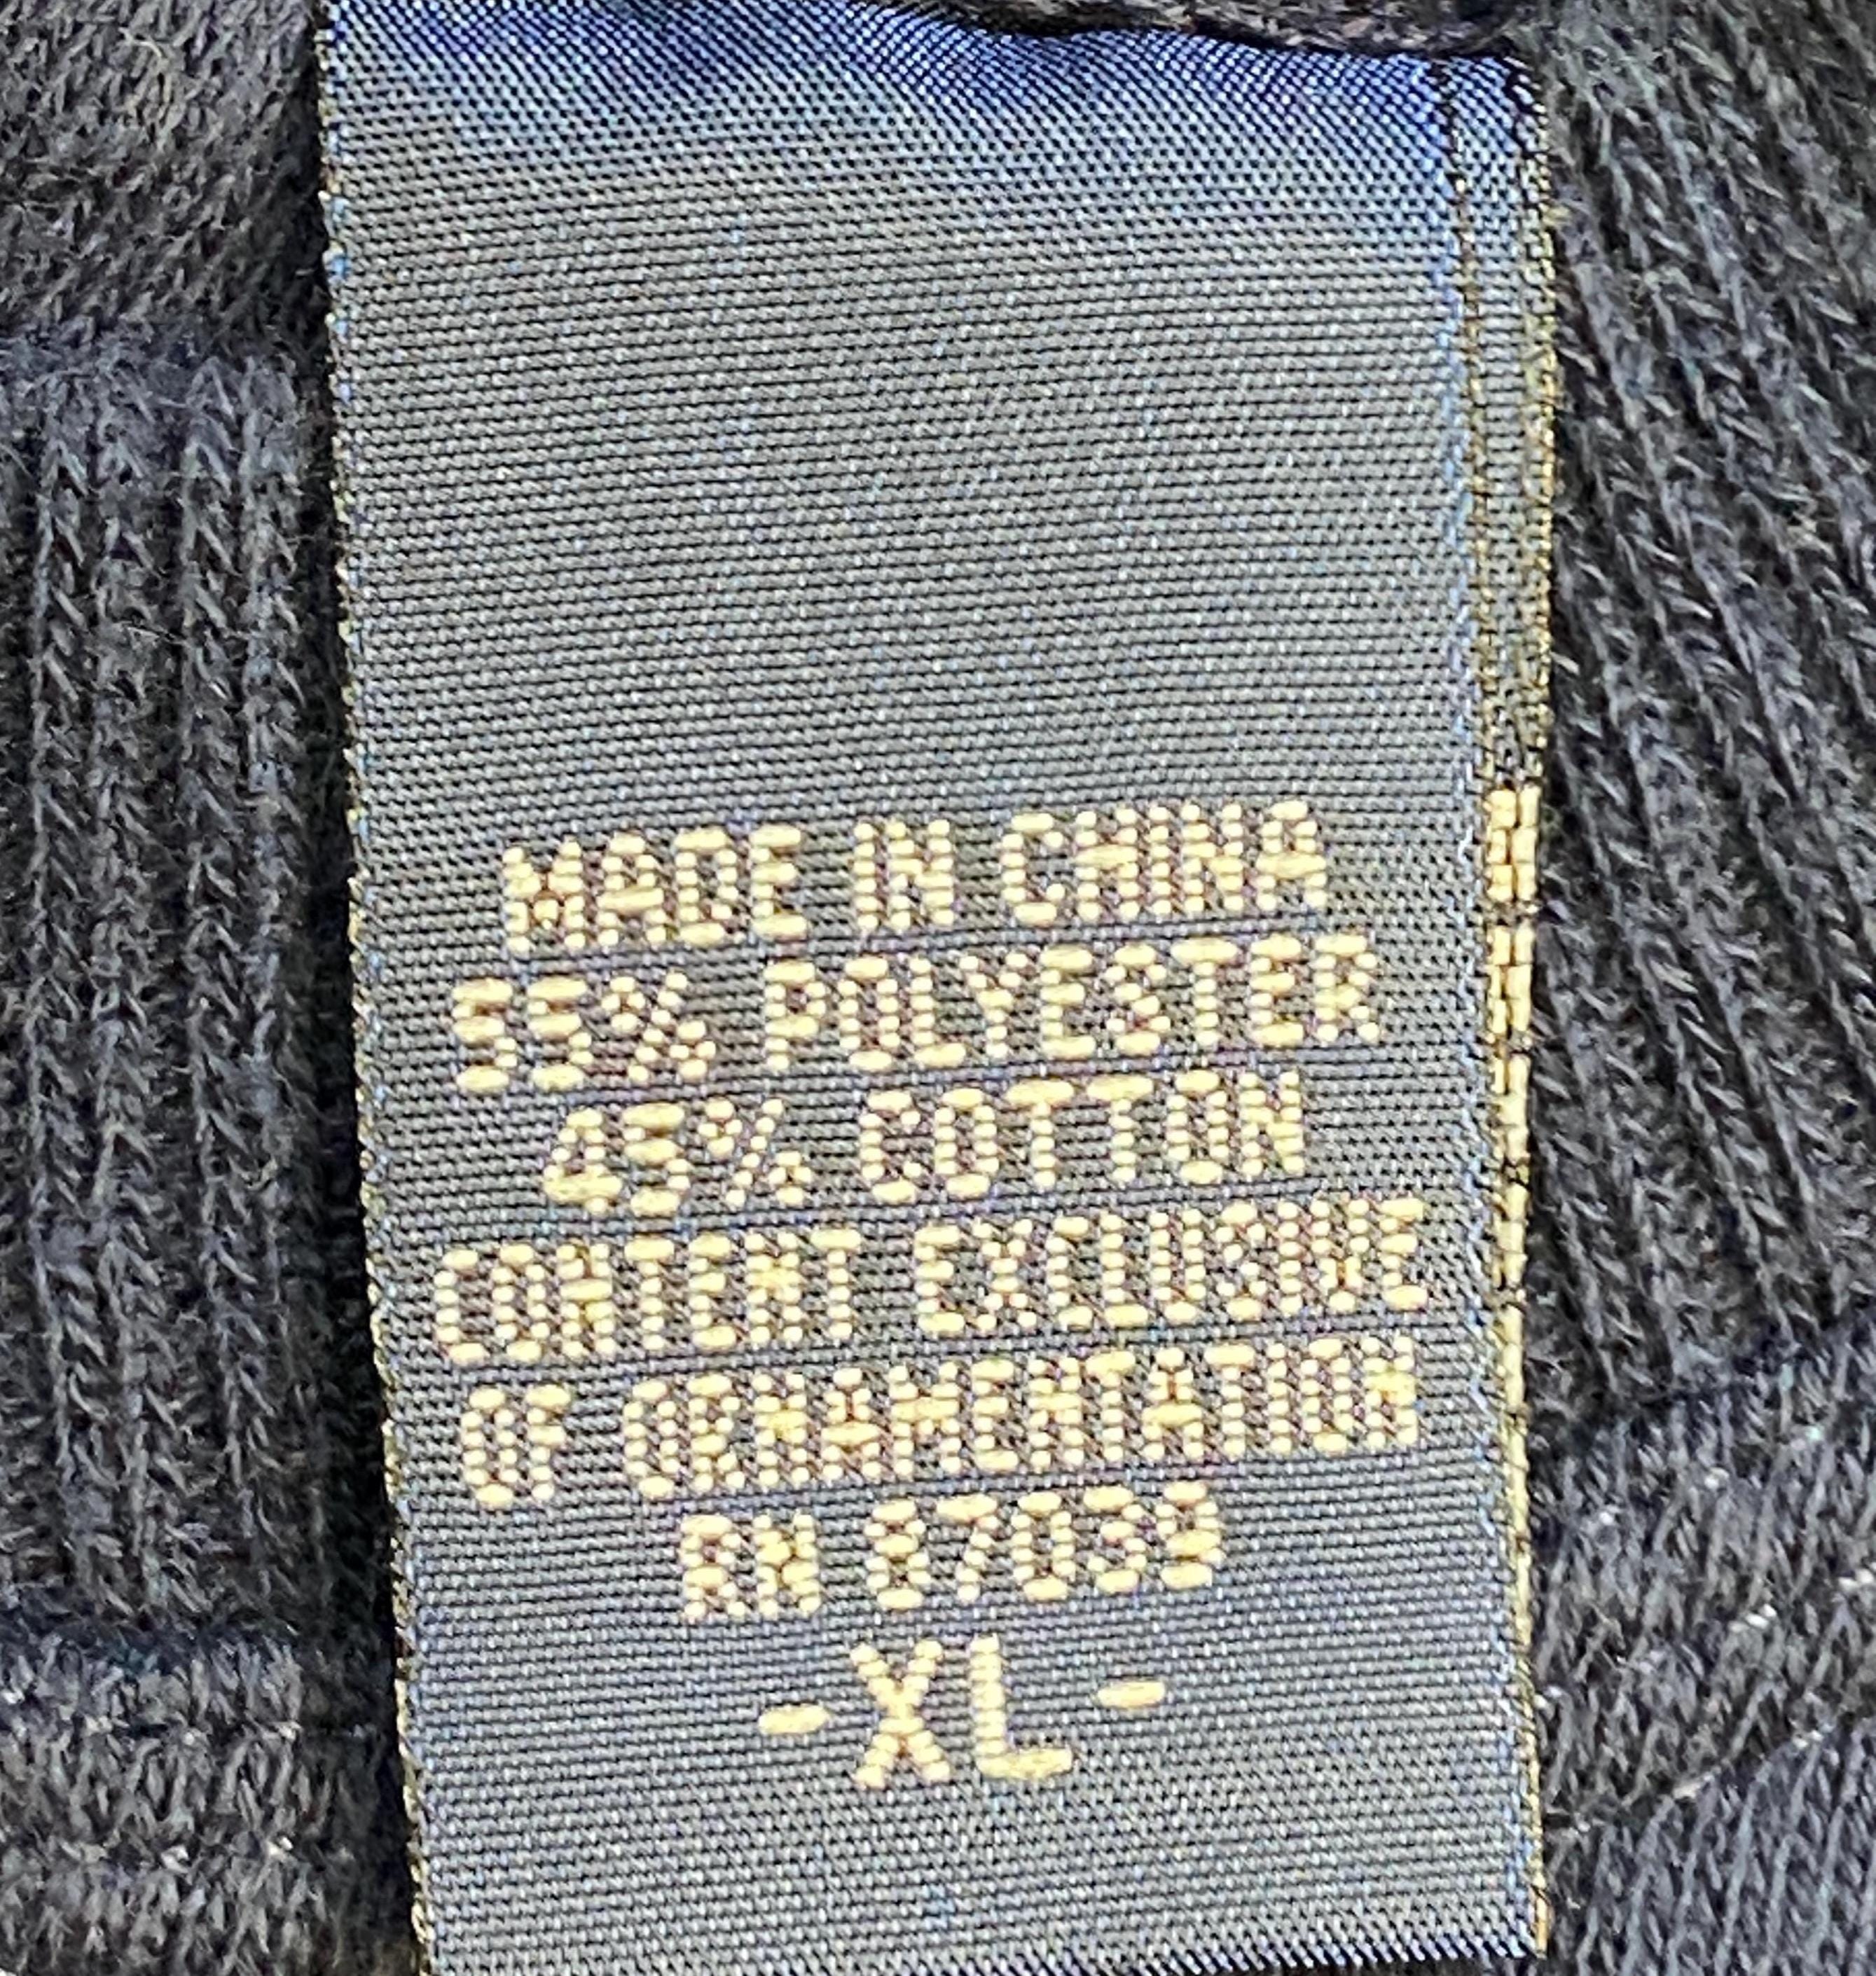 MADE IN CHINA
55% POLYESTER
45% COTTON
CONTENT EXCLUSIVE
OF ORNAMENTATION
RN 87039
-XL-